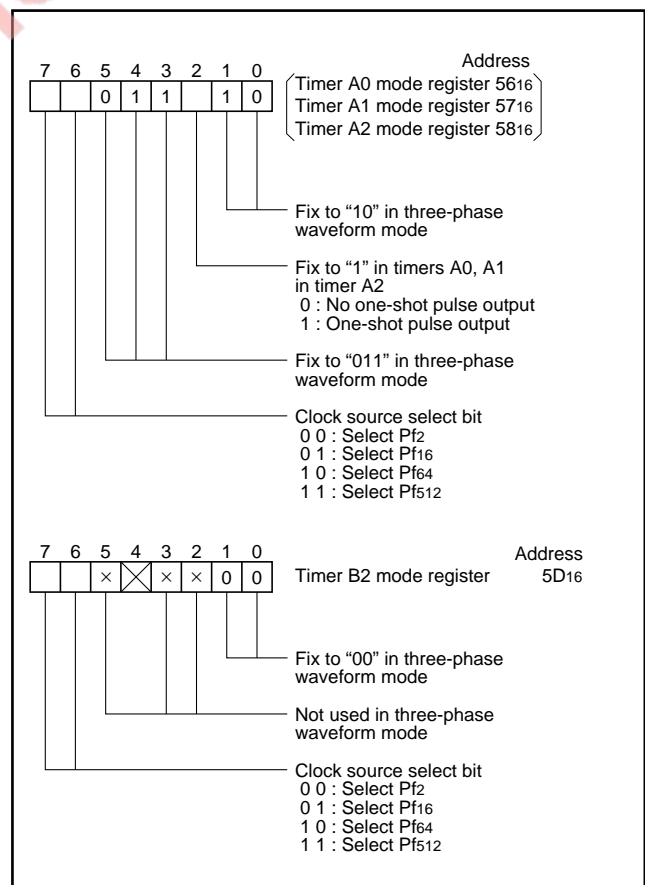 Address
7 6 5 4 3 2 1 0
0 1 1 1 0
Timer A0 mode register 5616
Timer A1 mode register 5716
Timer A2 mode register 5816
Fix to “10” in three-phase
waveform mode
Fix to “1” in timers A0, A1
in timer A2
0 : No one-shot pulse output
1 : One-shot pulse output
Fix to “011” in three-phase
waveform mode
Clock source select bit
0 0 : Select Pf2
0 1 : Select Pf16
1 0 : Select Pf64
1 1 : Select Pf512
7 6 5 4 3 2 1 0
Address
× × × 0 0
Timer B2 mode register 5D16
Fix to “00” in three-phase
waveform mode
Not used in three-phase
waveform mode
Clock source select bit
0 0 : Select Pf2
0 1 : Select Pf16
1 0 : Select Pf64
1 1 : Select Pf512